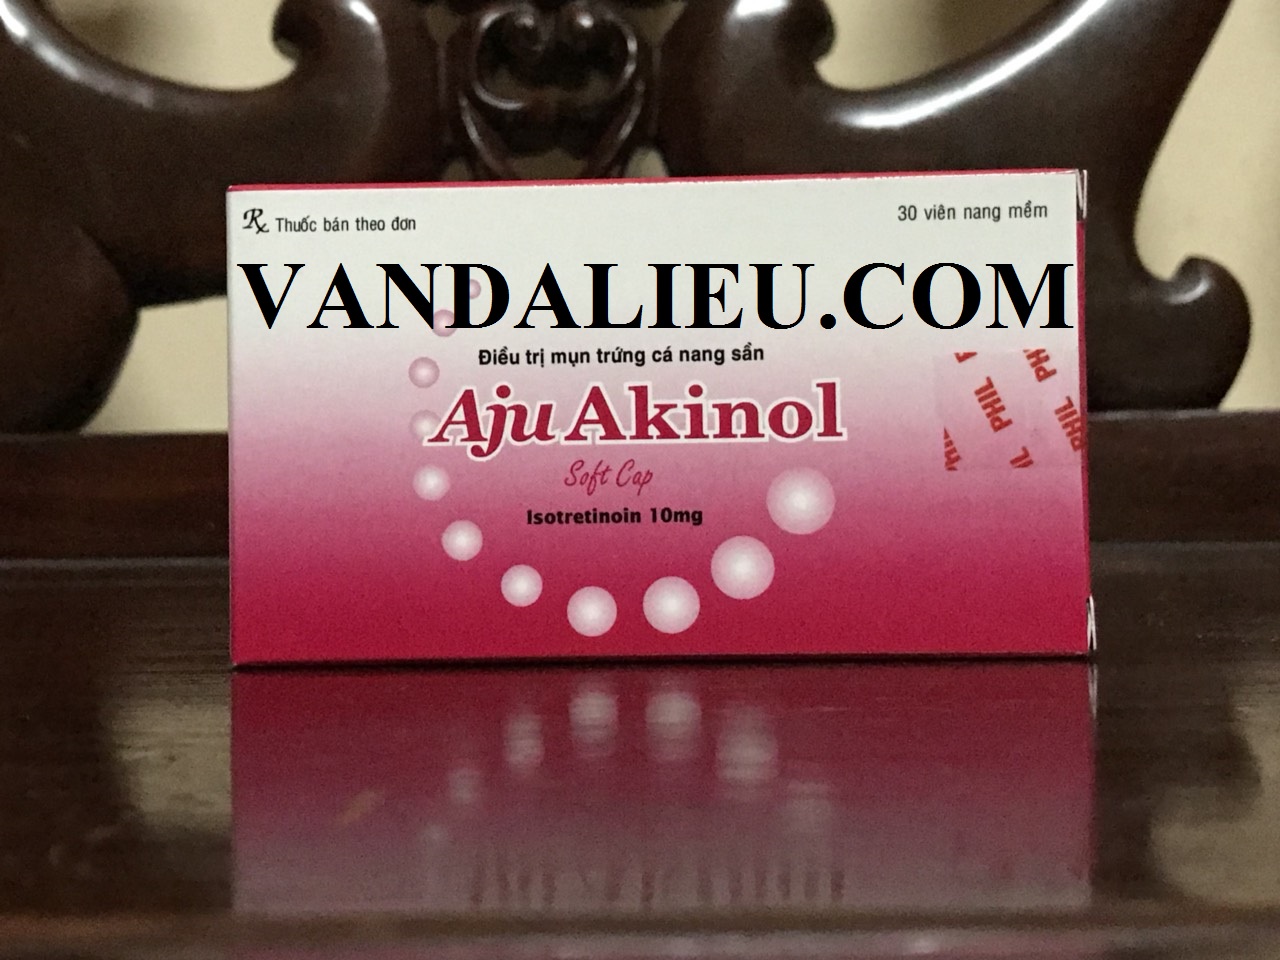 Rx Thuốc bán theo đơn
30 viên nang mềm
VANDALIEU.COM
Điều trị mụn trứng cá nang sần
Aju Akinol
Soft Cap
Isotretinoin 10mg
PHIL
PHIL